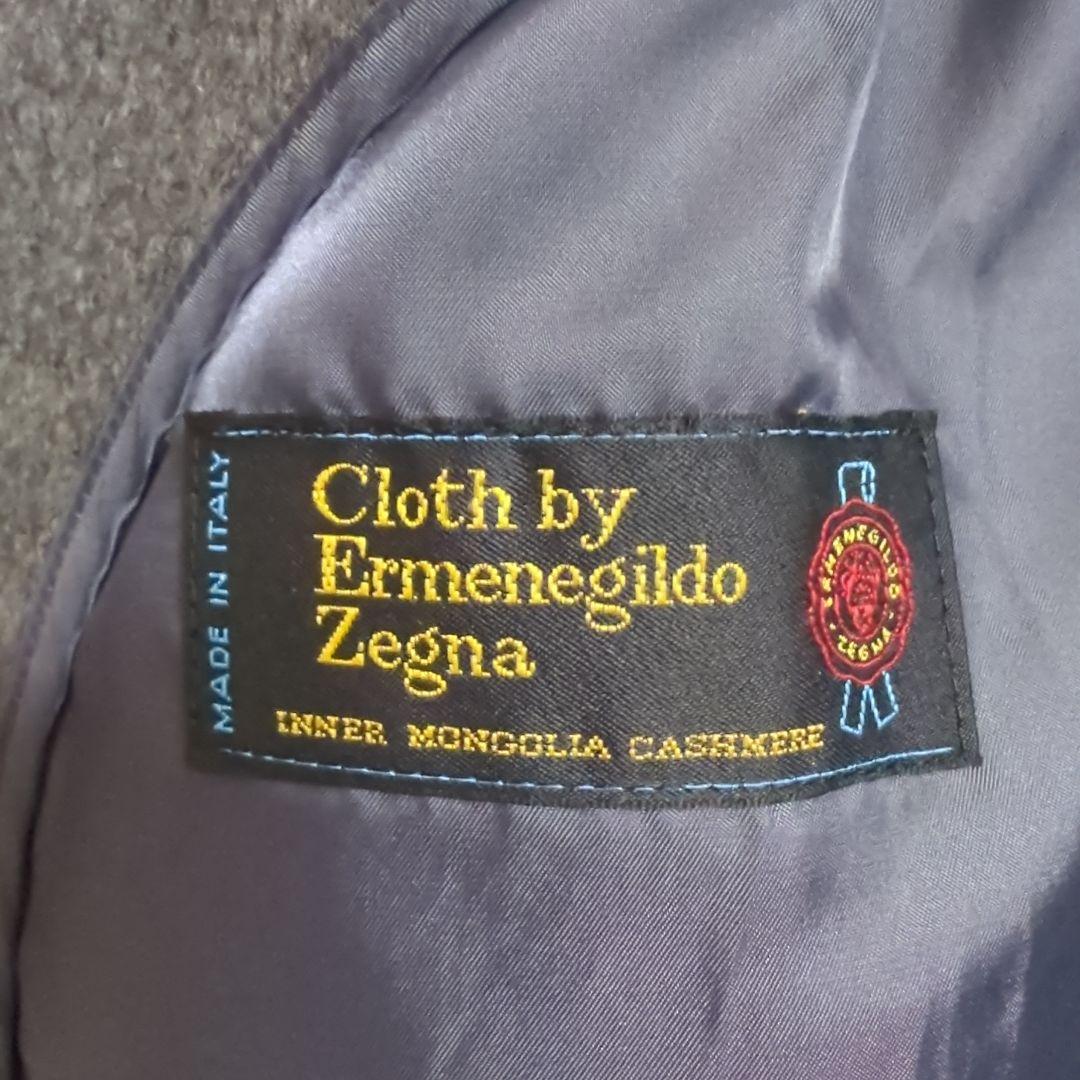 MADE IN ITALY
Cloth by
Ermenegildo
Zegna
INNER MONGOLIA CASHMERE
ERMENEGILDO
ZEGNA